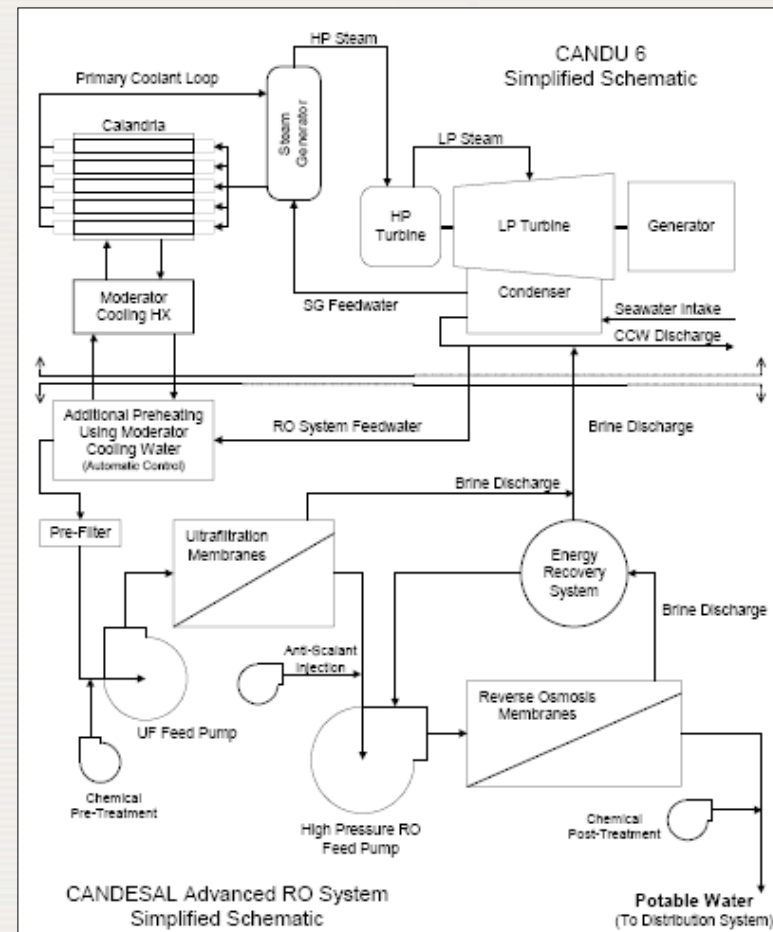 HP Steam
CANDU 6
Simplified Schematic
Primary Coolant Loop
Calandria
Steam
Generator
LP Steam
HP
Turbine
LP Turbine
Generator
Moderator
Cooling HX
SG Feedwater
Condenser
Seawater Intake
CCW Discharge
Additional Preheating
Using Moderator
Cooling Water
(Automatic Control)
RO System Feedwater
Brine Discharge
Brine Discharge
Pre-Filter
Ultrafiltration
Membranes
Energy
Recovery
System
Brine Discharge
Anti-Scalant
Injection
UF Feed Pump
Reverse Osmosis
Membranes
Chemical
Pre-Treatment
High Pressure RO
Feed Pump
Chemical
Post-Treatment
CANDESAL Advanced RO System
Simplified Schematic
Potable Water
(To Distribution System)